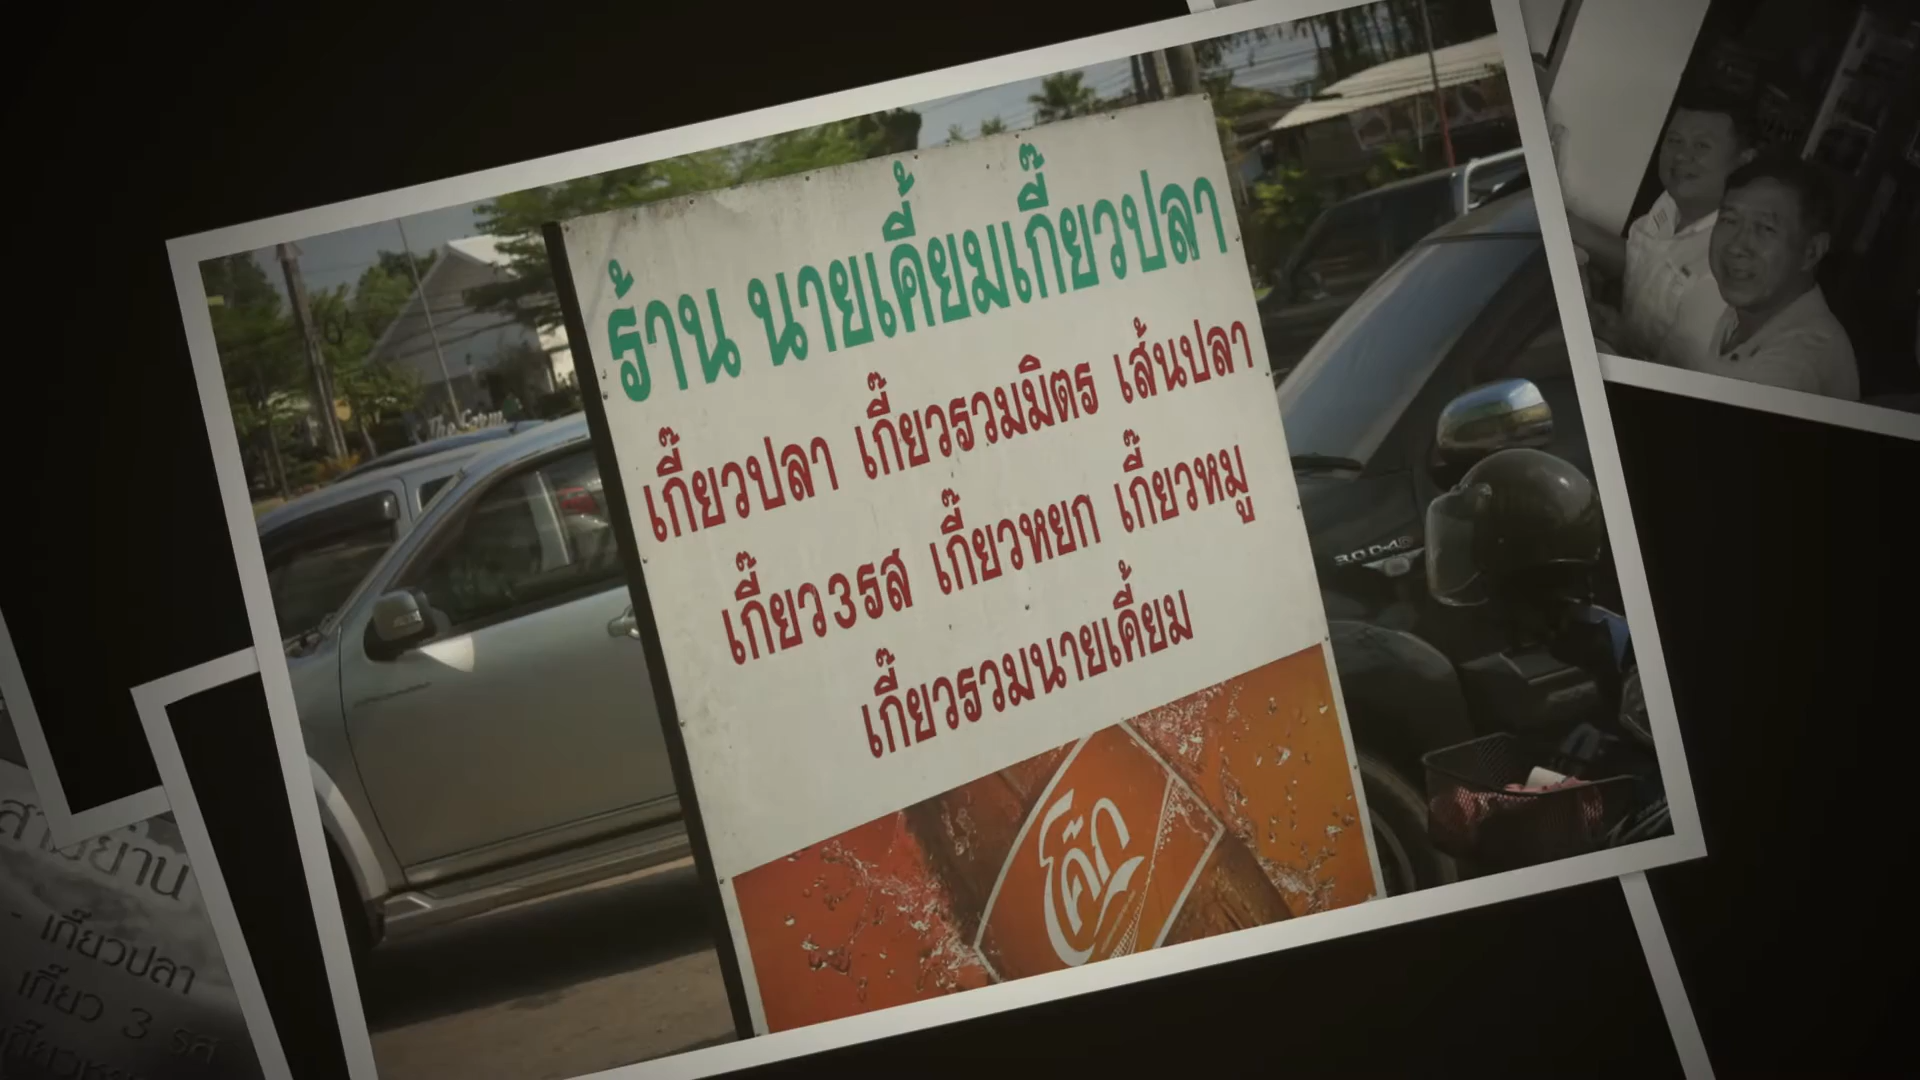 ร้าน นายเคี้ยมเกี๊ยวปลา
เกี๊ยวปลา เกี๊ยวรวมมิตร เส้นปลา
เกี๊ยว3รส เกี๊ยวหยก เกี๊ยวหมู
เกี๊ยวรวมนายเคี้ยม
โค้ก
สามย่าน
- เกี๊ยวปลา
เกี๊ยว 3 รส